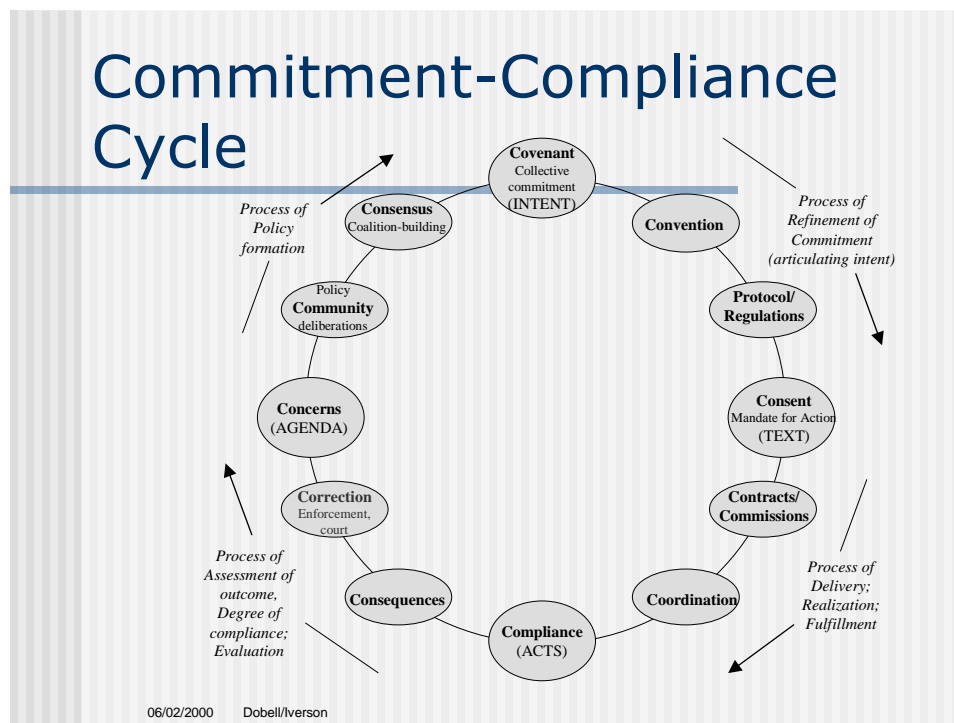 Commitment-Compliance
Cycle
Covenant
Collective
commitment
(INTENT)
Convention
Process of
Refinement of
Commitment
(articulating intent)
Protocol/
Regulations
Consent
Mandate for Action
(TEXT)
Contracts/
Commissions
Process of
Delivery;
Realization;
Fulfillment
Coordination
Compliance
(ACTS)
Consequences
Process of
Assessment of
outcome,
Degree of
compliance;
Evaluation
Correction
Enforcement,
court
Concerns
(AGENDA)
Policy
Community
deliberations
Process of
Policy
formation
Consensus
Coalition-building
06/02/2000 Dobell/Iverson